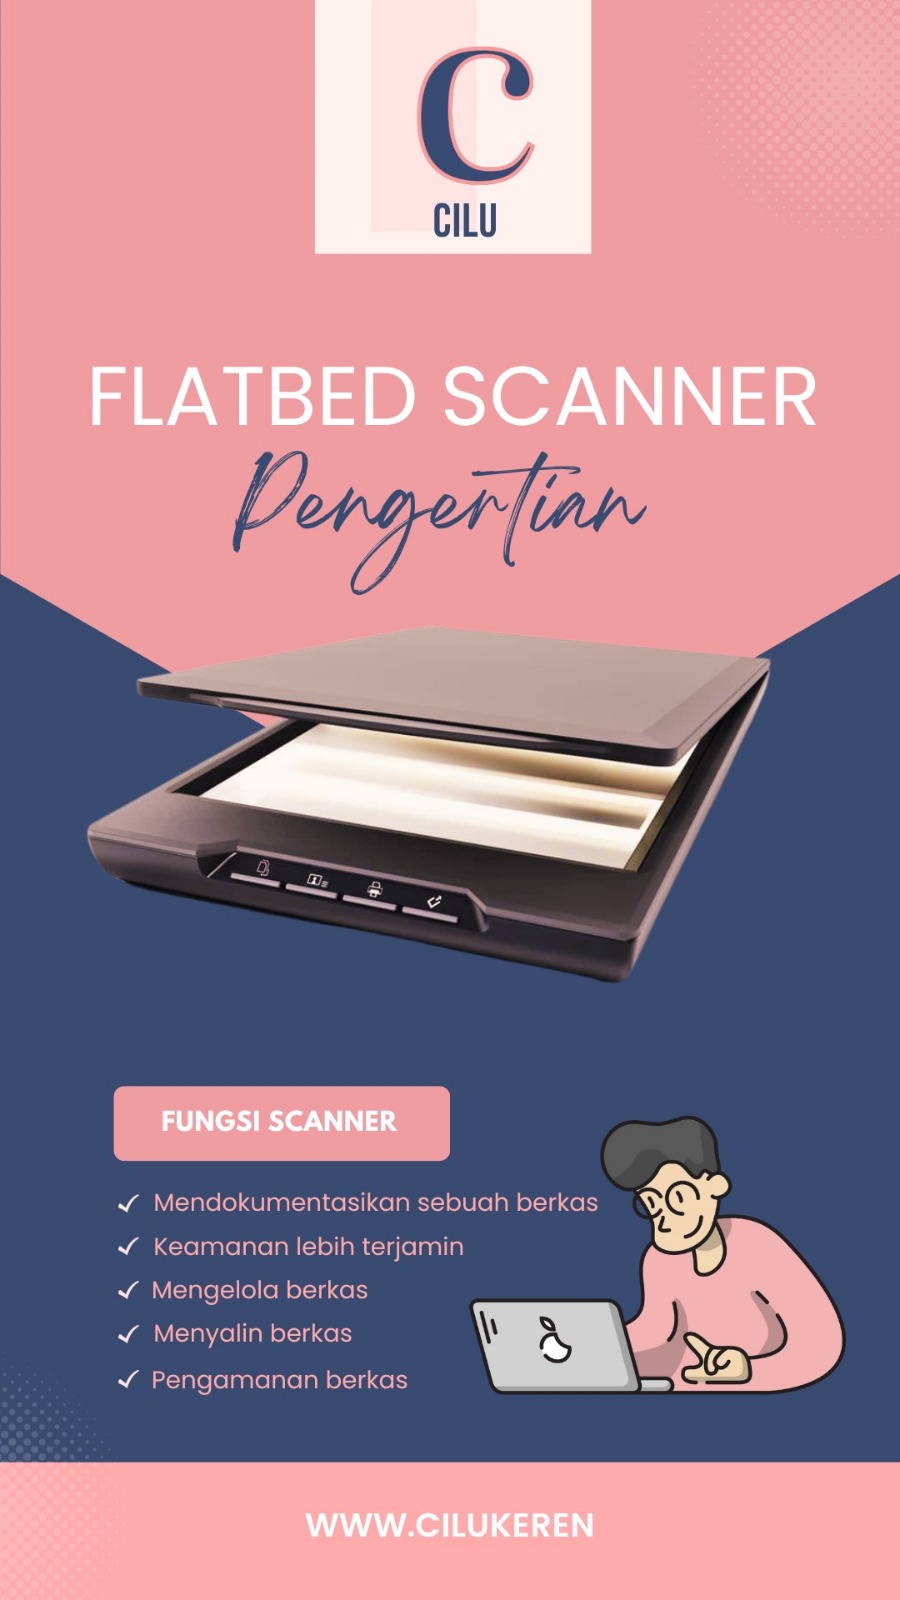 C
CILU
FLATBED SCANNER
Pengertian
FUNGSI SCANNER
Mendokumentasikan sebuah berkas
Keamanan lebih terjamin
Mengelola berkas
Menyalin berkas
Pengamanan berkas
WWW.CILUKEREN